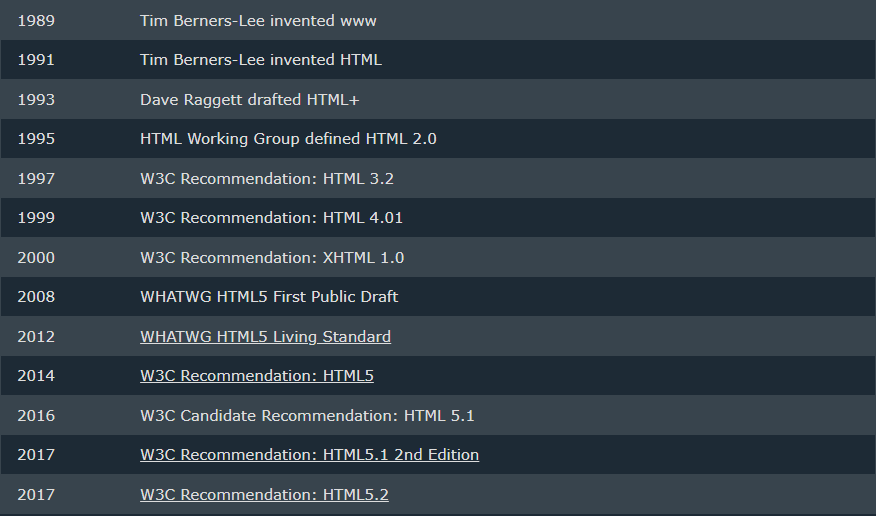 1989 Tim Berners-Lee invented www
1991 Tim Berners-Lee invented HTML
1993 Dave Raggett drafted HTML+
1995 HTML Working Group defined HTML 2.0
1997 W3C Recommendation: HTML 3.2
1999 W3C Recommendation: HTML 4.01
2000 W3C Recommendation: XHTML 1.0
2008 WHATWG HTML5 First Public Draft
2012 WHATWG HTML5 Living Standard
2014 W3C Recommendation: HTML5
2016 W3C Candidate Recommendation: HTML 5.1
2017 W3C Recommendation: HTML5.1 2nd Edition
2017 W3C Recommendation: HTML5.2